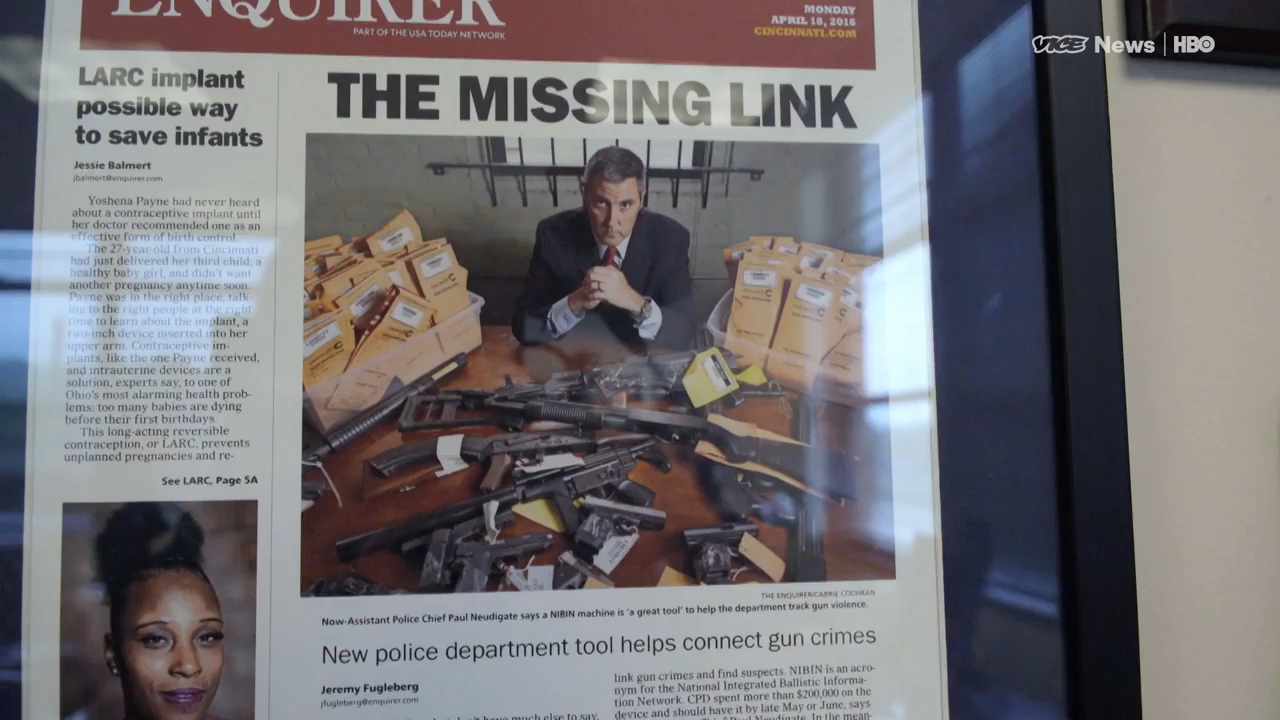 ENQUIRER
PART OF THE USA TODAY NETWORK
MONDAY
APRIL 18, 2016
CINCINNATI.COM
VICE News | HBO
LARC implant
possible way
to save infants
Jessie Balmert
jbalmert@enquirer.com
Yoshena Payne had never heard
about a contraceptive implant until
her doctor recommended one as an
effective form of birth control.
The 27-year-old from Cincinnati
had just delivered her third child, a
healthy baby girl, and didn't want
another pregnancy anytime soon.
Payne was in the right place, talk-
ing to the right people at the right
time to learn about the implant, a
two-inch device inserted into her
upper arm. Contraceptive im-
plants, like the one Payne received,
and intrauterine devices are a
solution, experts say, to one of
Ohio's most alarming health prob-
lems: too many babies are dying
before their first birthdays.
This long-acting reversible
contraception, or LARC, prevents
unplanned pregnancies and re-
See LARC, Page 5A
THE MISSING LINK
THE ENQUIRER/CARRIE COCHRAN
Now-Assistant Police Chief Paul Neudigate says a NIBIN machine is 'a great tool' to help the department track gun violence.
New police department tool helps connect gun crimes
Jeremy Fugleberg
jfugleberg@enquirer.com
have much else to say,
link gun crimes and find suspects. NIBIN is an acro-
nym for the National Integrated Ballistic Informa-
tion Network. CPD spent more than $200,000 on the
device and should have it by late May or June, says
Chief Paul Neudigate. In the mean-